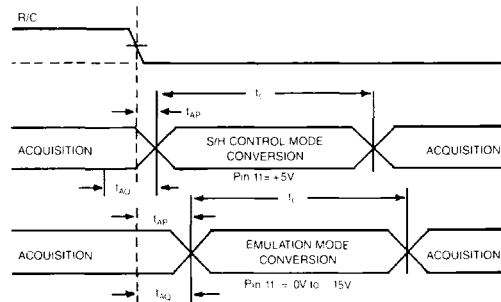 R/C
tC
tAP
ACQUISITION
S/H CONTROL MODE
CONVERSION
ACQUISITION
Pin 11 = +5V
tAQ
tC
tAP
ACQUISITION
EMULATION MODE
CONVERSION
ACQUISITION
Pin 11 = 0V to 15V
tAQ